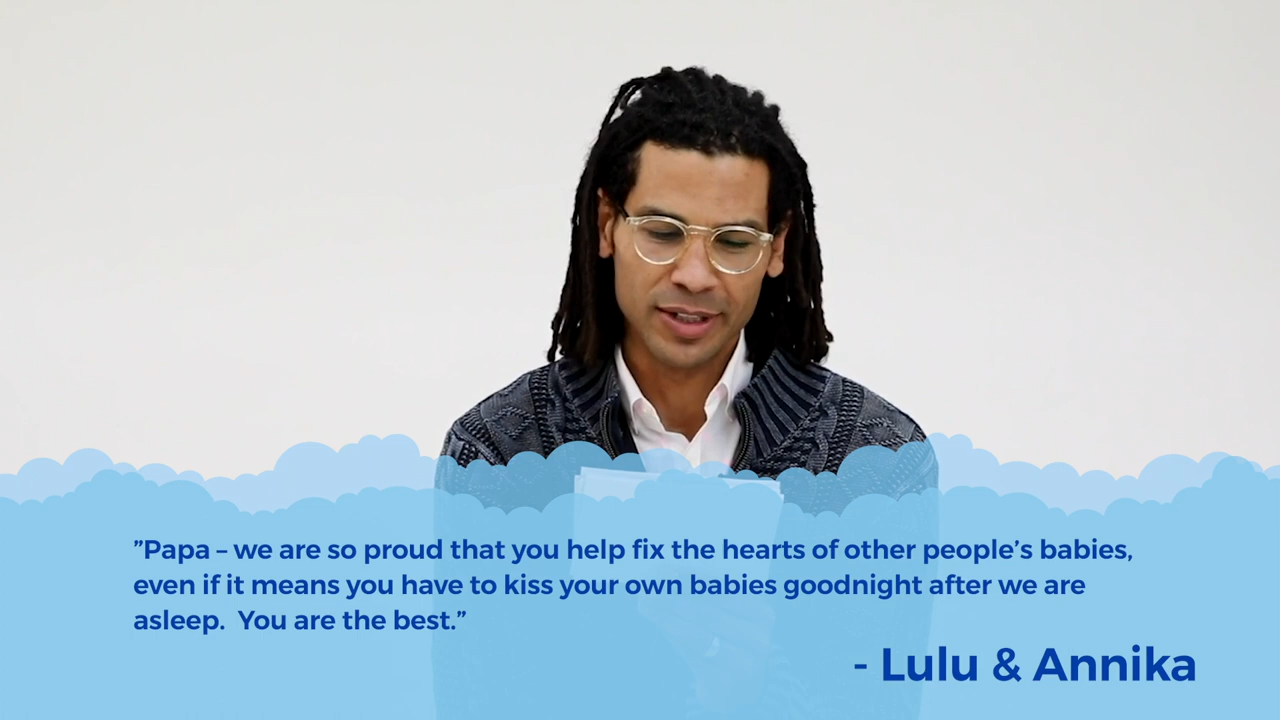 ”Papa – we are so proud that you help fix the hearts of other people’s babies,
even if it means you have to kiss your own babies goodnight after we are
asleep.  You are the best.”
- Lulu & Annika